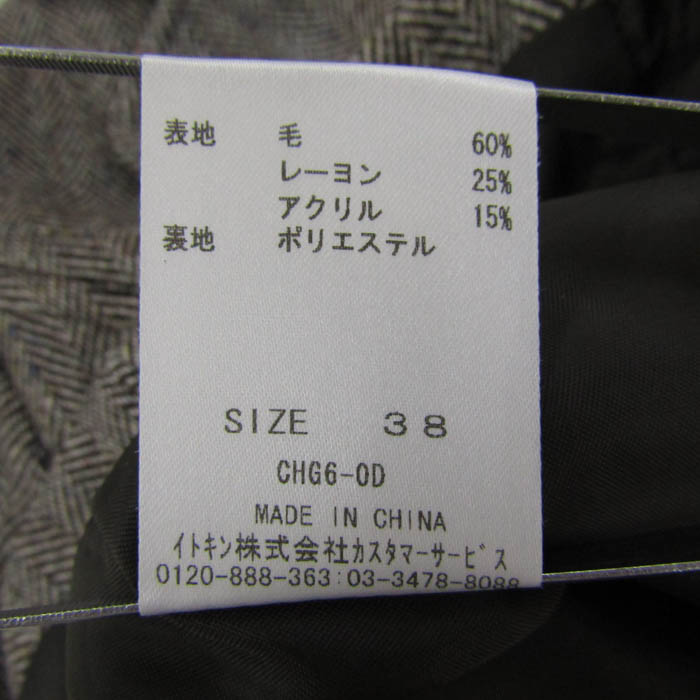 表地 毛 60%
レーヨン 25%
アクリル 15%
裏地 ポリエステル
SIZE 38
CHG6-0D
MADE IN CHINA
イトキン株式会社カスタマーサービス
0120-888-363:03-3478-8088